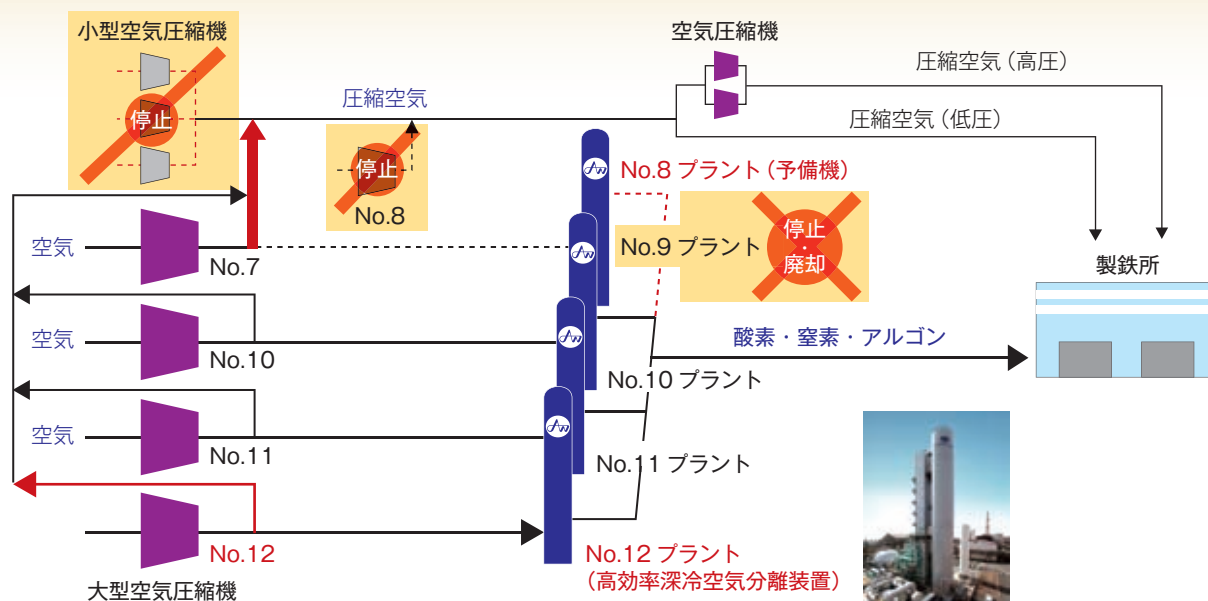 小型空気圧縮機
停止
圧縮空気
停止
No.8
空気圧縮機
圧縮空気（高圧）
圧縮空気（低圧）
No.8 プラント（予備機）
No.9 プラント
停止
・
廃却
製鉄所
空気
No.7
空気
No.10
空気
No.11
No.12
大型空気圧縮機
酸素・窒素・アルゴン
No.10 プラント
No.11 プラント
No.12 プラント
（高効率深冷空気分離装置）